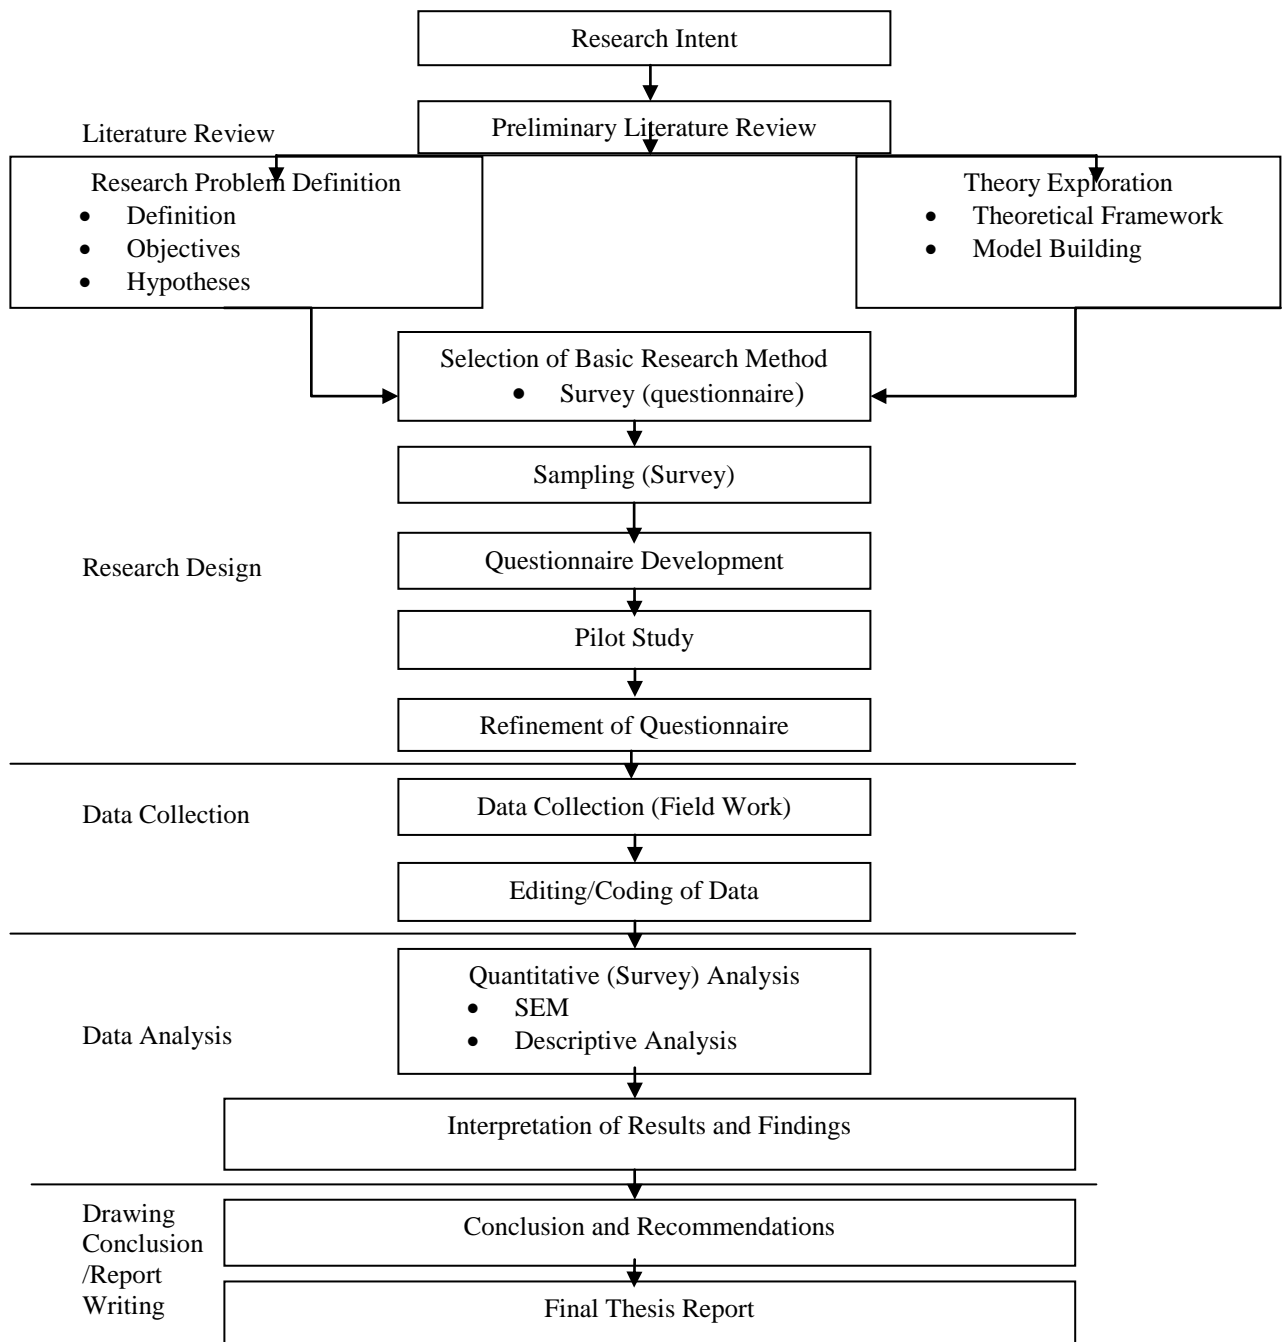 Research Intent
Preliminary Literature Review
Literature Review
Research Problem Definition
• Definition
• Objectives
• Hypotheses
Theory Exploration
• Theoretical Framework
• Model Building
Selection of Basic Research Method
• Survey (questionnaire)
Sampling (Survey)
Research Design
Questionnaire Development
Pilot Study
Refinement of Questionnaire
Data Collection
Data Collection (Field Work)
Editing/Coding of Data
Data Analysis
Quantitative (Survey) Analysis
• SEM
• Descriptive Analysis
Interpretation of Results and Findings
Drawing
Conclusion
/Report
Writing
Conclusion and Recommendations
Final Thesis Report